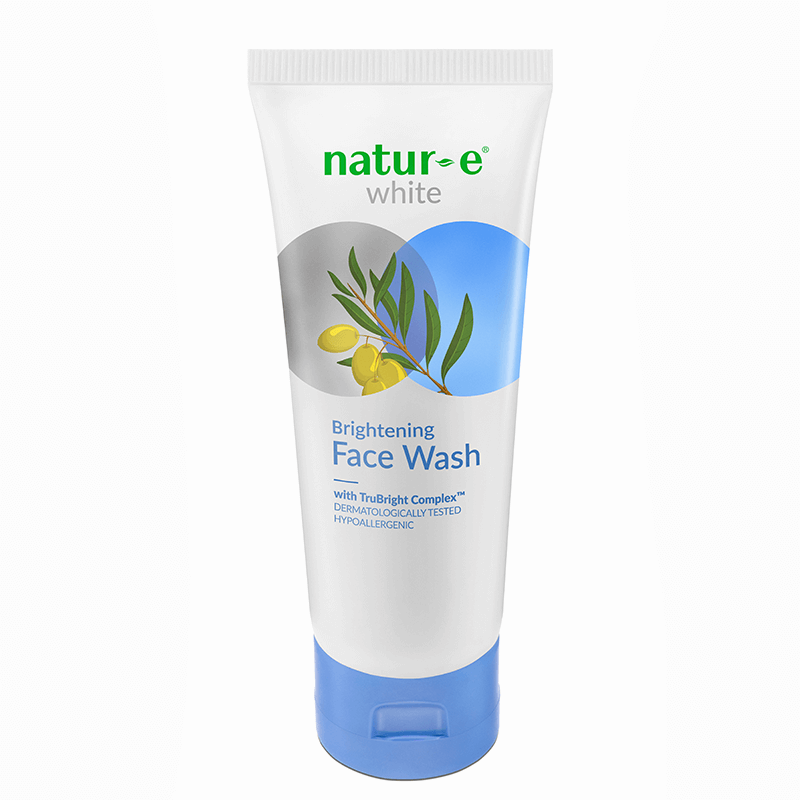 natur-e®
white
Brightening
Face Wash
with TruBright Complex™
DERMATOLOGICALLY TESTED
HYPOALLERGENIC